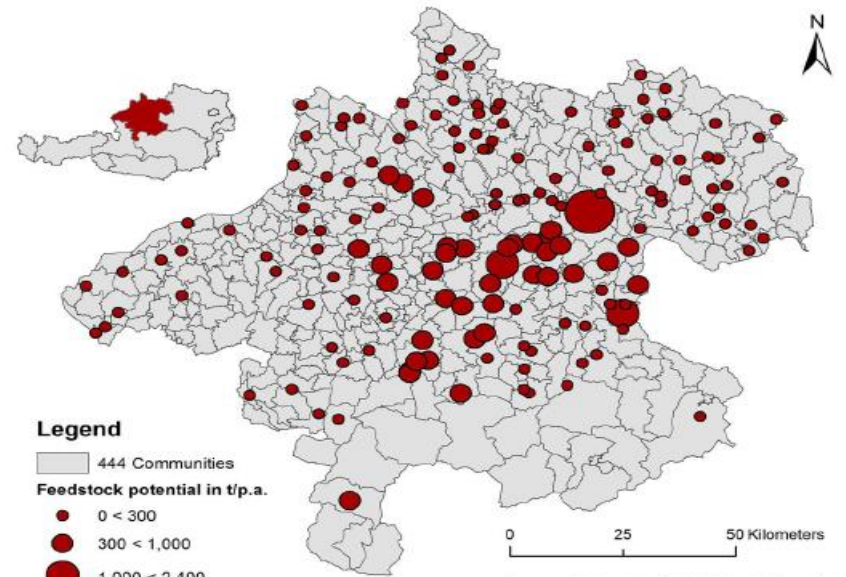 N
Legend
444 Communities
Feedstock potential in t/p.a.
0 < 300
300 < 1,000
0 25 50 Kilometers